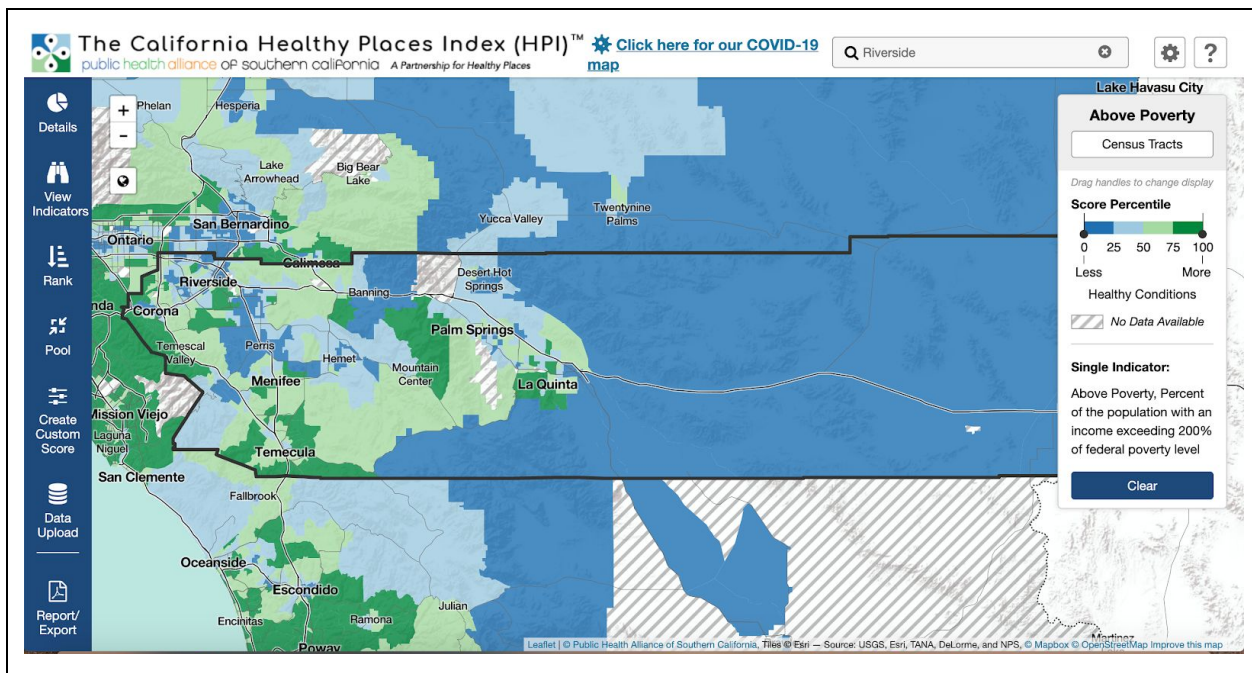 The California Healthy Places Index (HPI)™
public health alliance of southern california A Partnership for Healthy Places
Click here for our COVID-19
map
Riverside
?
Details
View
Indicators
Rank
Pool
Create
Custom
Score
Data
Upload
Report/
Export
+
−
Phelan
Hesperia
Lake
Arrowhead
Big Bear
Lake
San Bernardino
Ontario
Yucca Valley
Twentynine
Palms
Calimesa
Riverside
Banning
Desert Hot
Springs
nda
Corona
Palm Springs
Temescal
Valley
Perris
Hemet
Mountain
Center
Menifee
La Quinta
Mission Viejo
Laguna
Niguel
Temecula
San Clemente
Fallbrook
Oceanside
Escondido
Encinitas
Ramona
Julian
Poway
Lake Havasu City
Above Poverty
Census Tracts
Drag handles to change display
Score Percentile
0 25 50 75 100
Less More
Healthy Conditions
No Data Available
Single Indicator:
Above Poverty, Percent
of the population with an
income exceeding 200%
of federal poverty level
Clear
Leaflet | © Public Health Alliance of Southern California, Tiles © Esri — Source: USGS, Esri, TANA, DeLorme, and NPS, © Mapbox © OpenStreetMap Improve this map